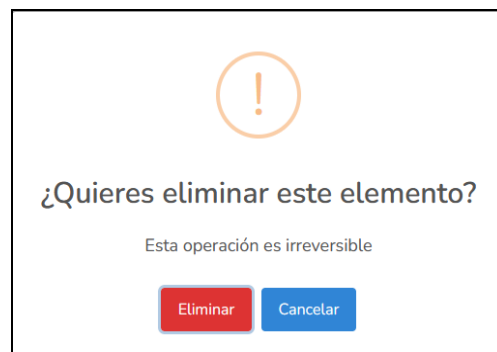 !
¿Quieres eliminar este elemento?
Esta operación es irreversible
Eliminar Cancelar